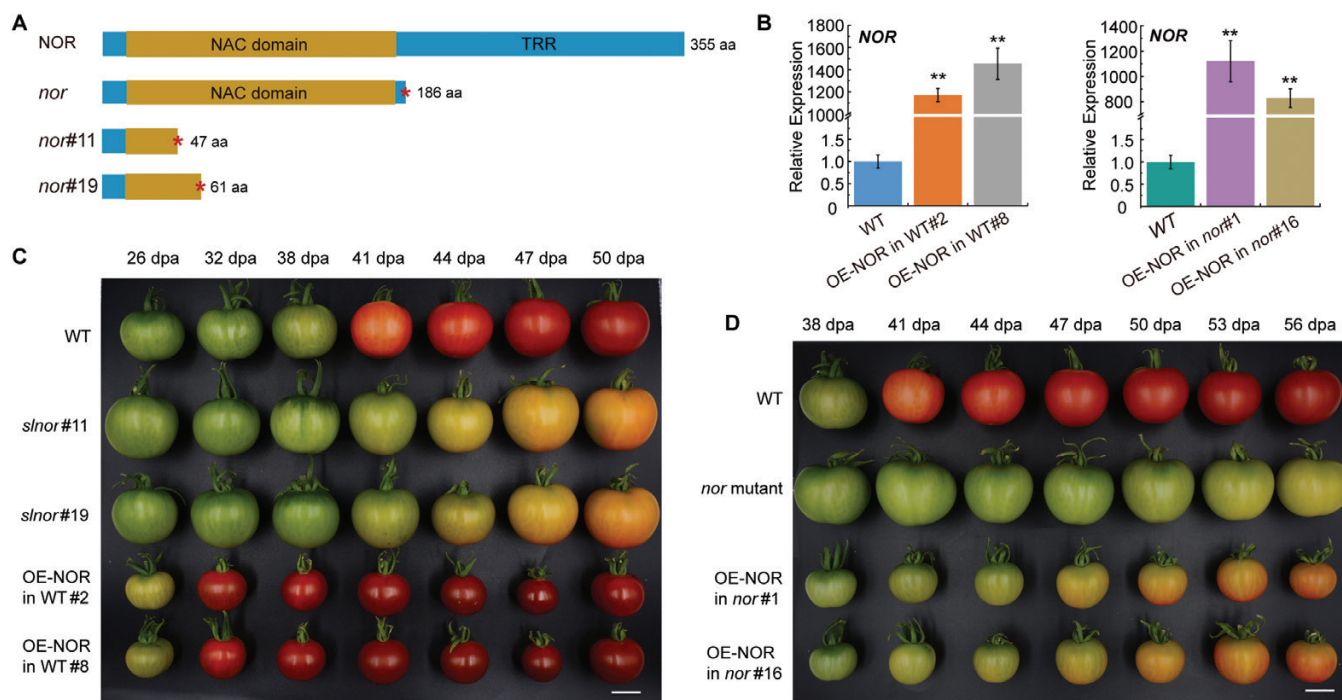 A
NOR
NAC domain
TRR
355 aa
nor
NAC domain
*
186 aa
nor#11
*
47 aa
nor#19
*
61 aa
B
Relative Expression
1800
1600
1400
1200
1000
1.5
1.0
0.5
0
NOR
**
**
WT
OE-NOR in WT#2
OE-NOR in WT#8
Relative Expression
1400
1200
1000
800
600
1.5
1.0
0.5
0
NOR
**
**
WT
OE-NOR in nor#1
OE-NOR in nor#16
C
26 dpa 32 dpa 38 dpa 41 dpa 44 dpa 47 dpa 50 dpa
WT
slnor#11
slnor#19
OE-NOR
in WT#2
OE-NOR
in WT#8
D
38 dpa 41 dpa 44 dpa 47 dpa 50 dpa 53 dpa 56 dpa
WT
nor mutant
OE-NOR
in nor#1
OE-NOR
in nor#16